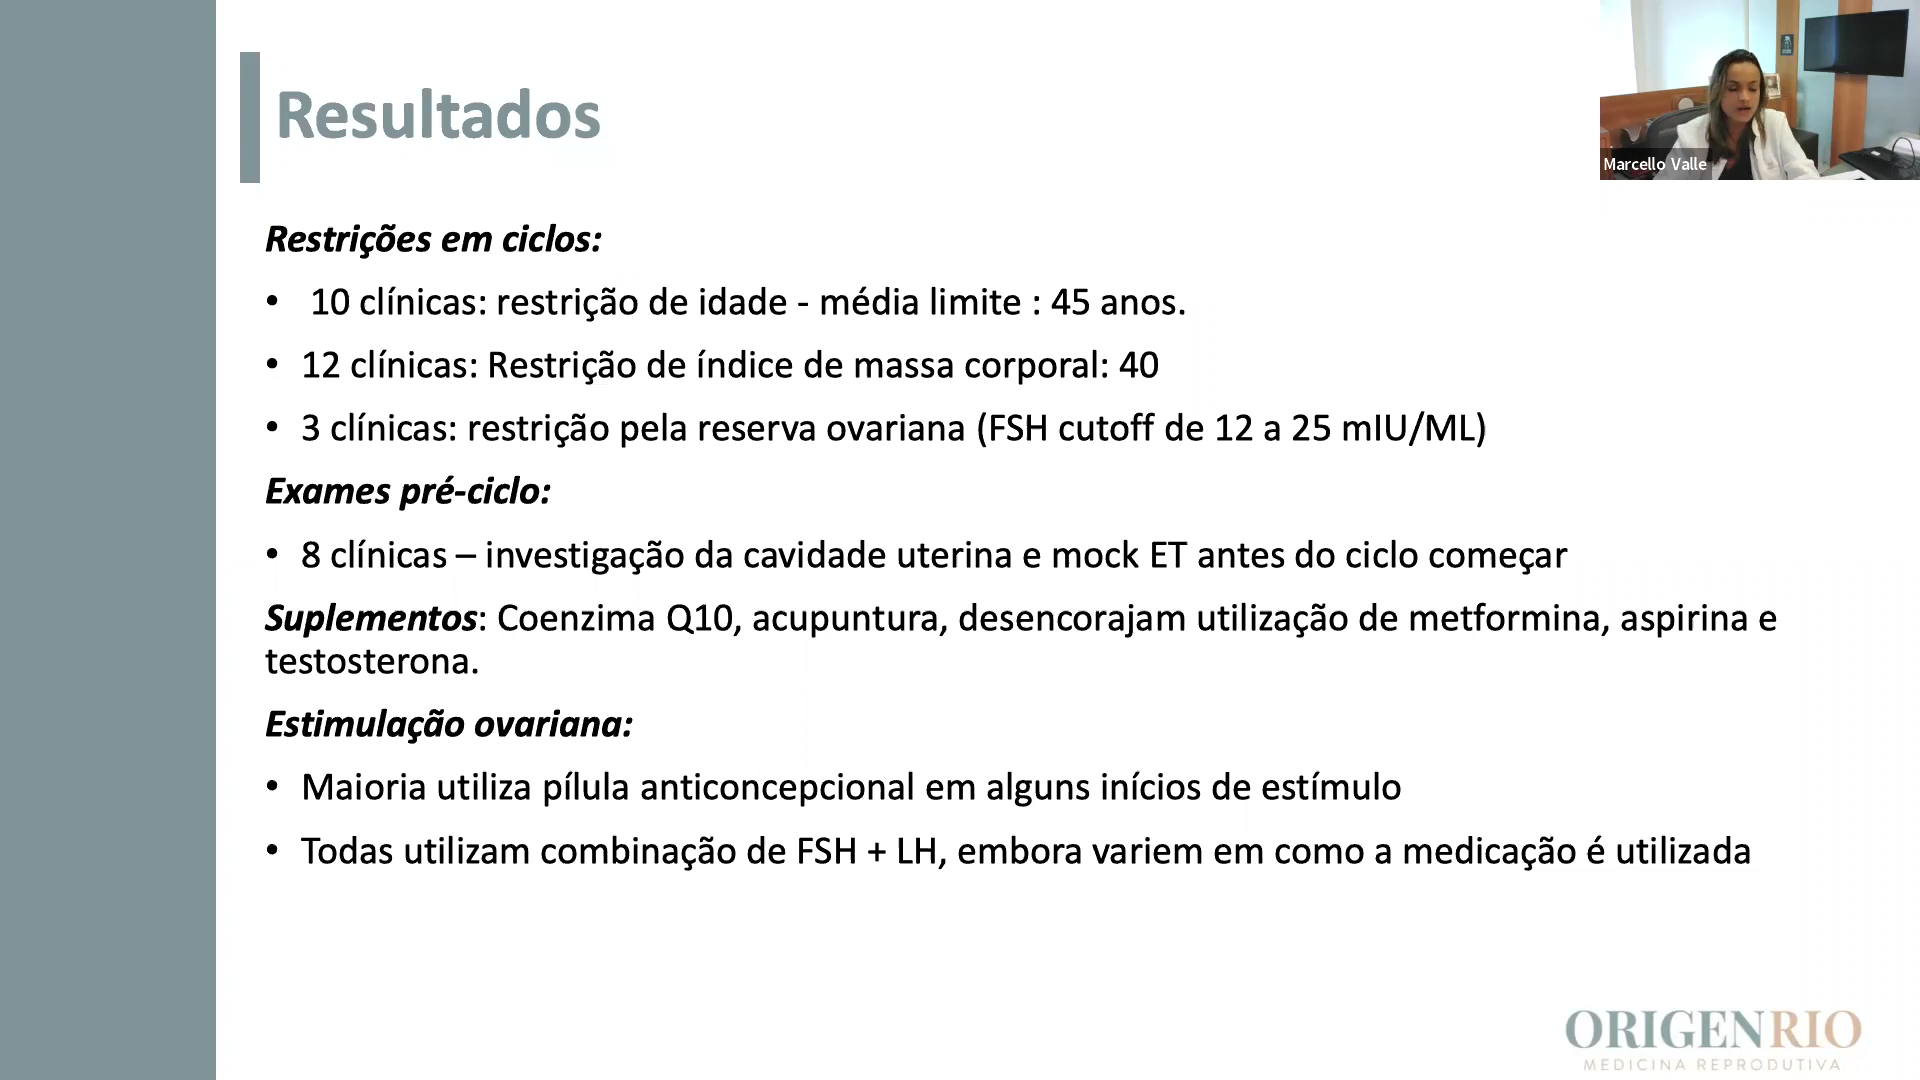 Resultados
Marcello Valle
Restrições em ciclos:
• 10 clínicas: restrição de idade - média limite : 45 anos.
• 12 clínicas: Restrição de índice de massa corporal: 40
• 3 clínicas: restrição pela reserva ovariana (FSH cutoff de 12 a 25 mIU/ML)
Exames pré-ciclo:
• 8 clínicas – investigação da cavidade uterina e mock ET antes do ciclo começar
Suplementos: Coenzima Q10, acupuntura, desencorajam utilização de metformina, aspirina e
testosterona.
Estimulação ovariana:
• Maioria utiliza pílula anticoncepcional em alguns inícios de estímulo
• Todas utilizam combinação de FSH + LH, embora variem em como a medicação é utilizada
ORIGENRIO
MEDICINA REPRODUTIVA